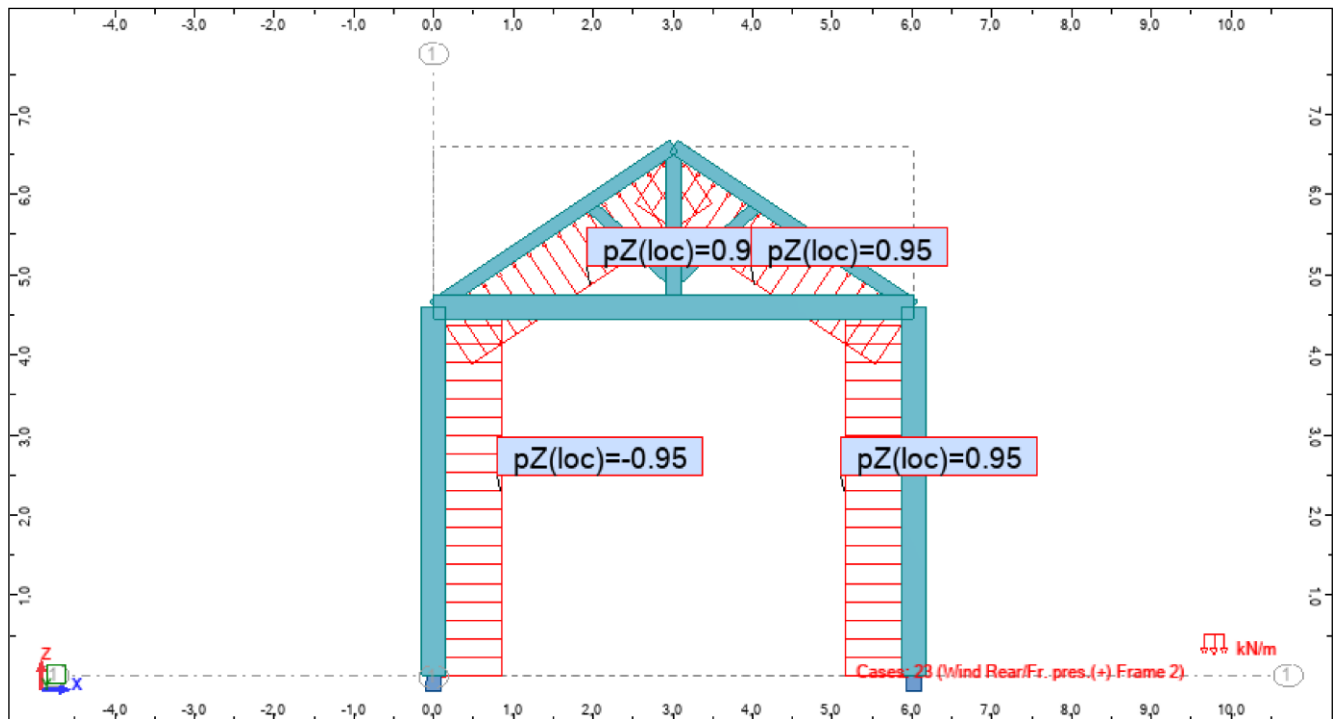 -4,0 -3,0 -2,0 -1,0 0,0 1,0 2,0 3,0 4,0 5,0 6,0 7,0 8,0 9,0 10,0
1
7,0 7,0
6,0 6,0
pZ(loc)=0.9 pZ(loc)=0.95
5,0 5,0
4,0 4,0
3,0 3,0
pZ(loc)=-0.95 pZ(loc)=0.95
2,0 2,0
1,0 1,0
kN/m
Z
X
Cases: 23 (Wind Rear/Fr. pres.(+) Frame 2)
1
-4,0 -3,0 -2,0 -1,0 0,0 1,0 2,0 3,0 4,0 5,0 6,0 7,0 8,0 9,0 10,0